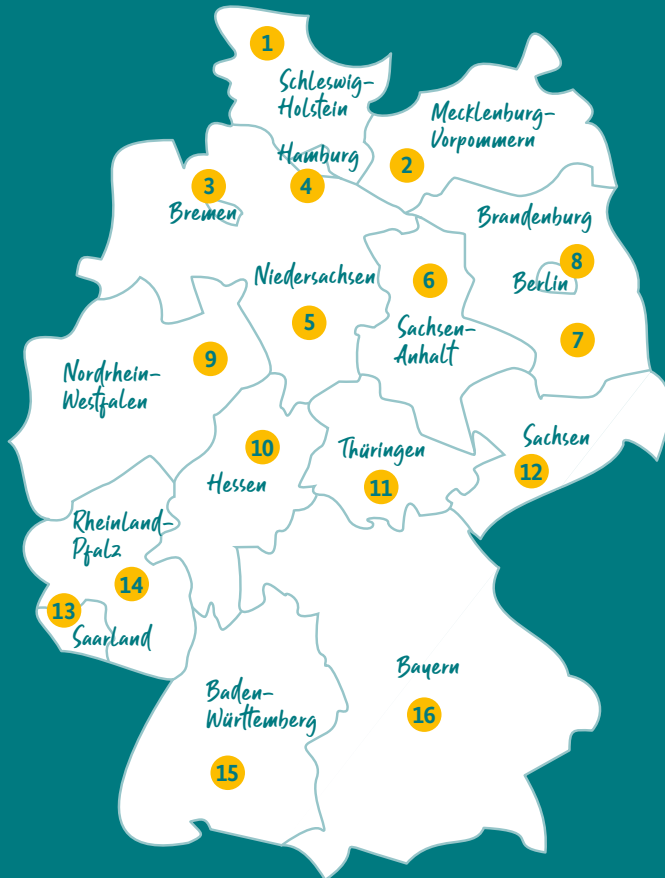 1
Schleswig-
Holstein
Mecklenburg-
Vorpommern
2
Hamburg
4
3
Bremen
Brandenburg
8
Berlin
7
Niedersachsen
5
6
Sachsen-
Anhalt
9
Nordrhein-
Westfalen
10
Hessen
Thüringen
11
Sachsen
12
Rheinland-
Pfalz
14
13
Saarland
Baden-
Württemberg
15
Bayern
16